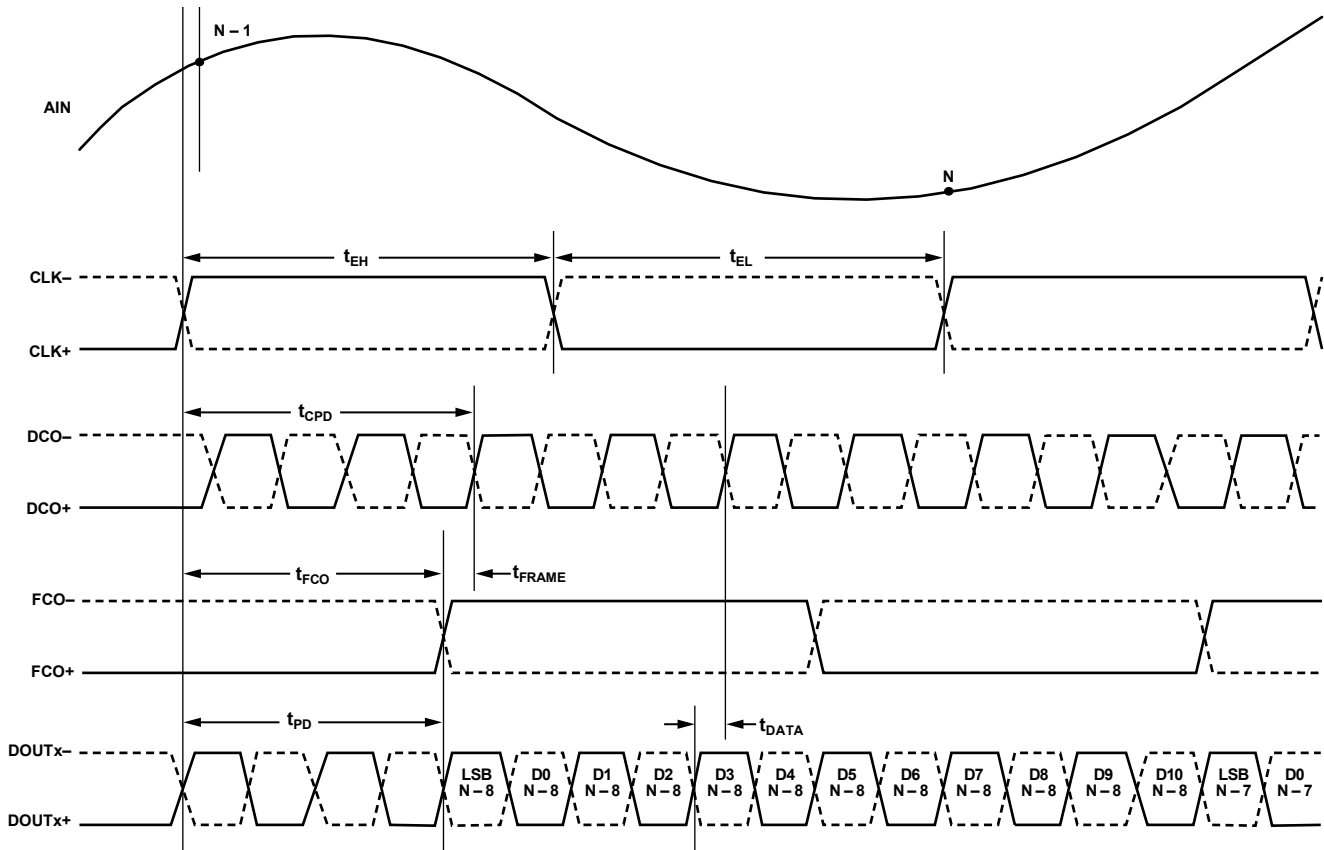 N – 1
AIN
N
tEH
tEL
CLK–
CLK+
tCPD
DCO–
DCO+
tFCO
tFRAME
FCO–
FCO+
tPD
tDATA
DOUTx–
DOUTx+
LSB D0 D1 D2 D3 D4 D5 D6 D7 D8 D9 D10 LSB D0
N – 8 N – 8 N – 8 N – 8 N – 8 N – 8 N – 8 N – 8 N – 8 N – 8 N – 8 N – 8 N – 7 N – 7